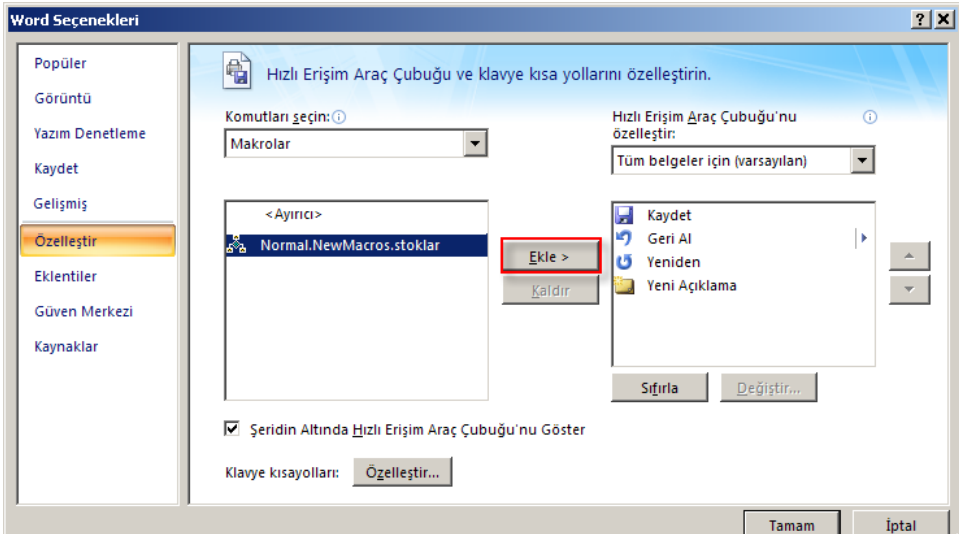 Word Seçenekleri
Popüler
Görüntü
Yazım Denetleme
Kaydet
Gelişmiş
Özelleştir
Eklentiler
Güven Merkezi
Kaynaklar
Hızlı Erişim Araç Çubuğu ve klavye kısa yollarını özelleştirin.
Komutları seçin:
Makrolar
<Ayırıcı>
Normal.NewMacros.stoklar
Ekle >
Kaldır
Hızlı Erişim Araç Çubuğu'nu
özelleştir:
Tüm belgeler için (varsayılan)
Kaydet
Geri Al
Yeniden
Yeni Açıklama
Sıfırla
Değiştir...
Şeridin Altında Hızlı Erişim Araç Çubuğu'nu Göster
Klavye kısayolları:
Özelleştir...
Tamam
İptal